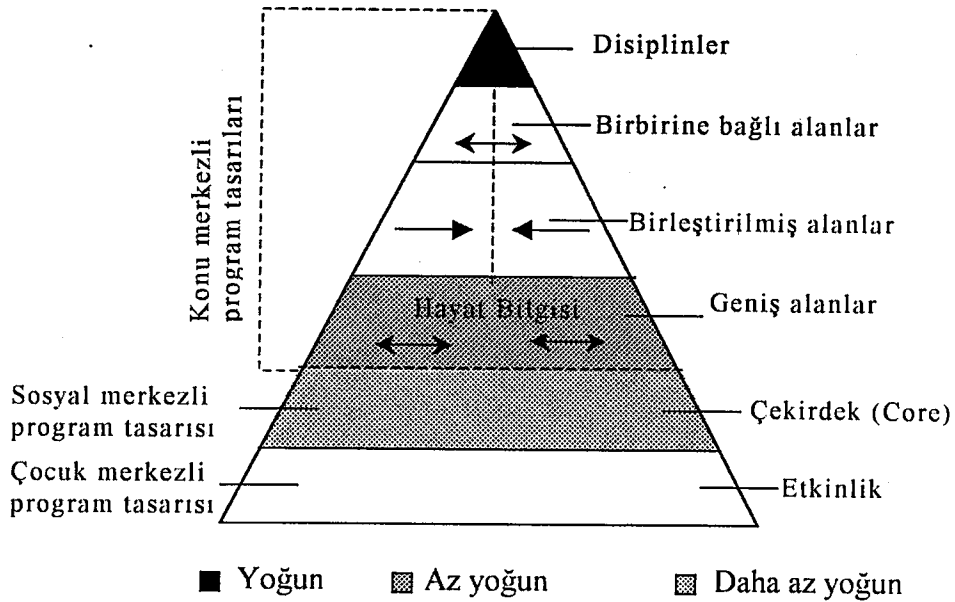 Disiplinler
Birbirine bağlı alanlar
Konu merkezli
program tasarıları
Birleştirilmiş alanlar
Hayat Bilgisi
Geniş alanlar
Sosyal merkezli
program tasarısı
Çekirdek (Core)
Çocuk merkezli
program tasarısı
Etkinlik
Yoğun
Az yoğun
Daha az yoğun